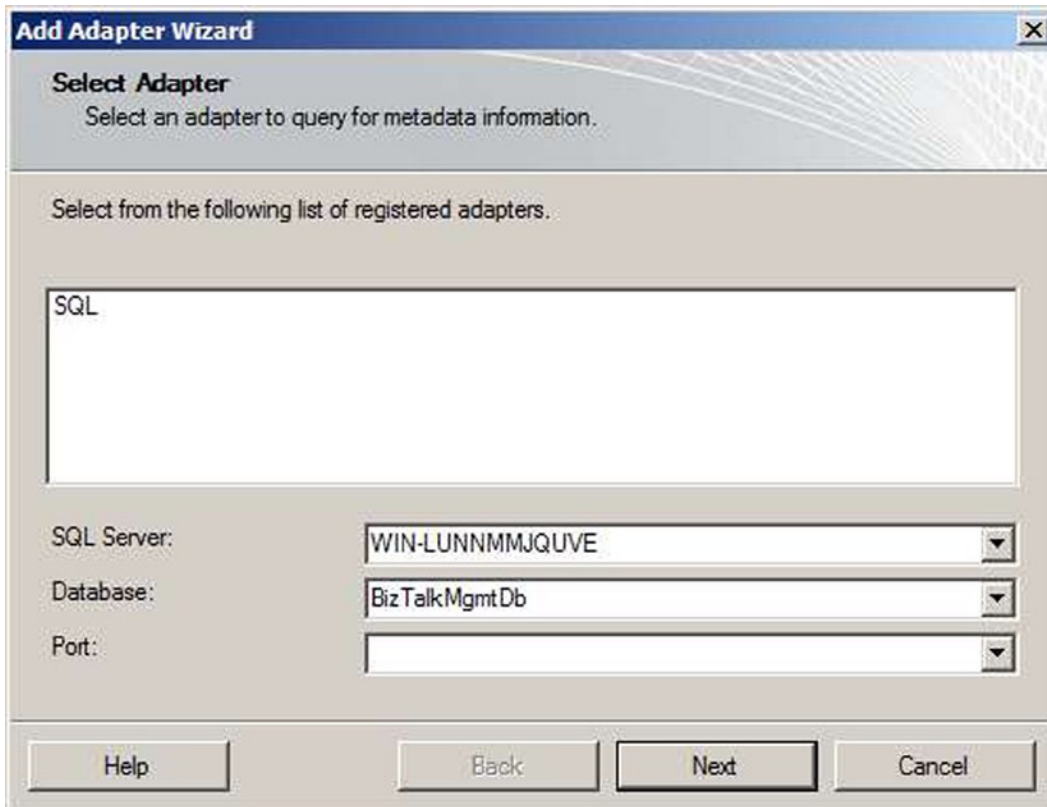 Add Adapter Wizard
Select Adapter
Select an adapter to query for metadata information.
Select from the following list of registered adapters.
SQL
SQL Server: WIN-LUNNMMJQUVE
Database: BizTalkMgmtDb
Port:
Help Back Next Cancel